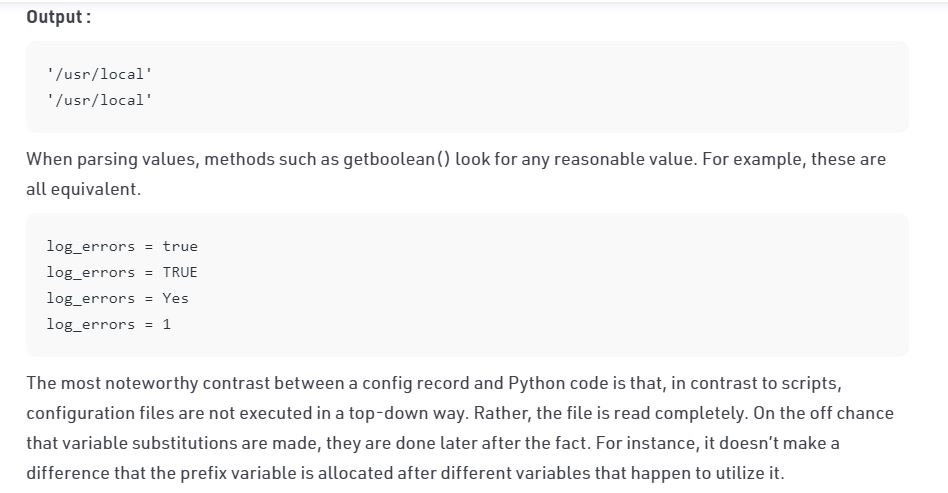 Output :
'/usr/local'
'/usr/local'
When parsing values, methods such as getboolean() look for any reasonable value. For example, these are
all equivalent.
log_errors = true
log_errors = TRUE
log_errors = Yes
log_errors = 1
The most noteworthy contrast between a config record and Python code is that, in contrast to scripts,
configuration files are not executed in a top-down way. Rather, the file is read completely. On the off chance
that variable substitutions are made, they are done later after the fact. For instance, it doesn’t make a
difference that the prefix variable is allocated after different variables that happen to utilize it.